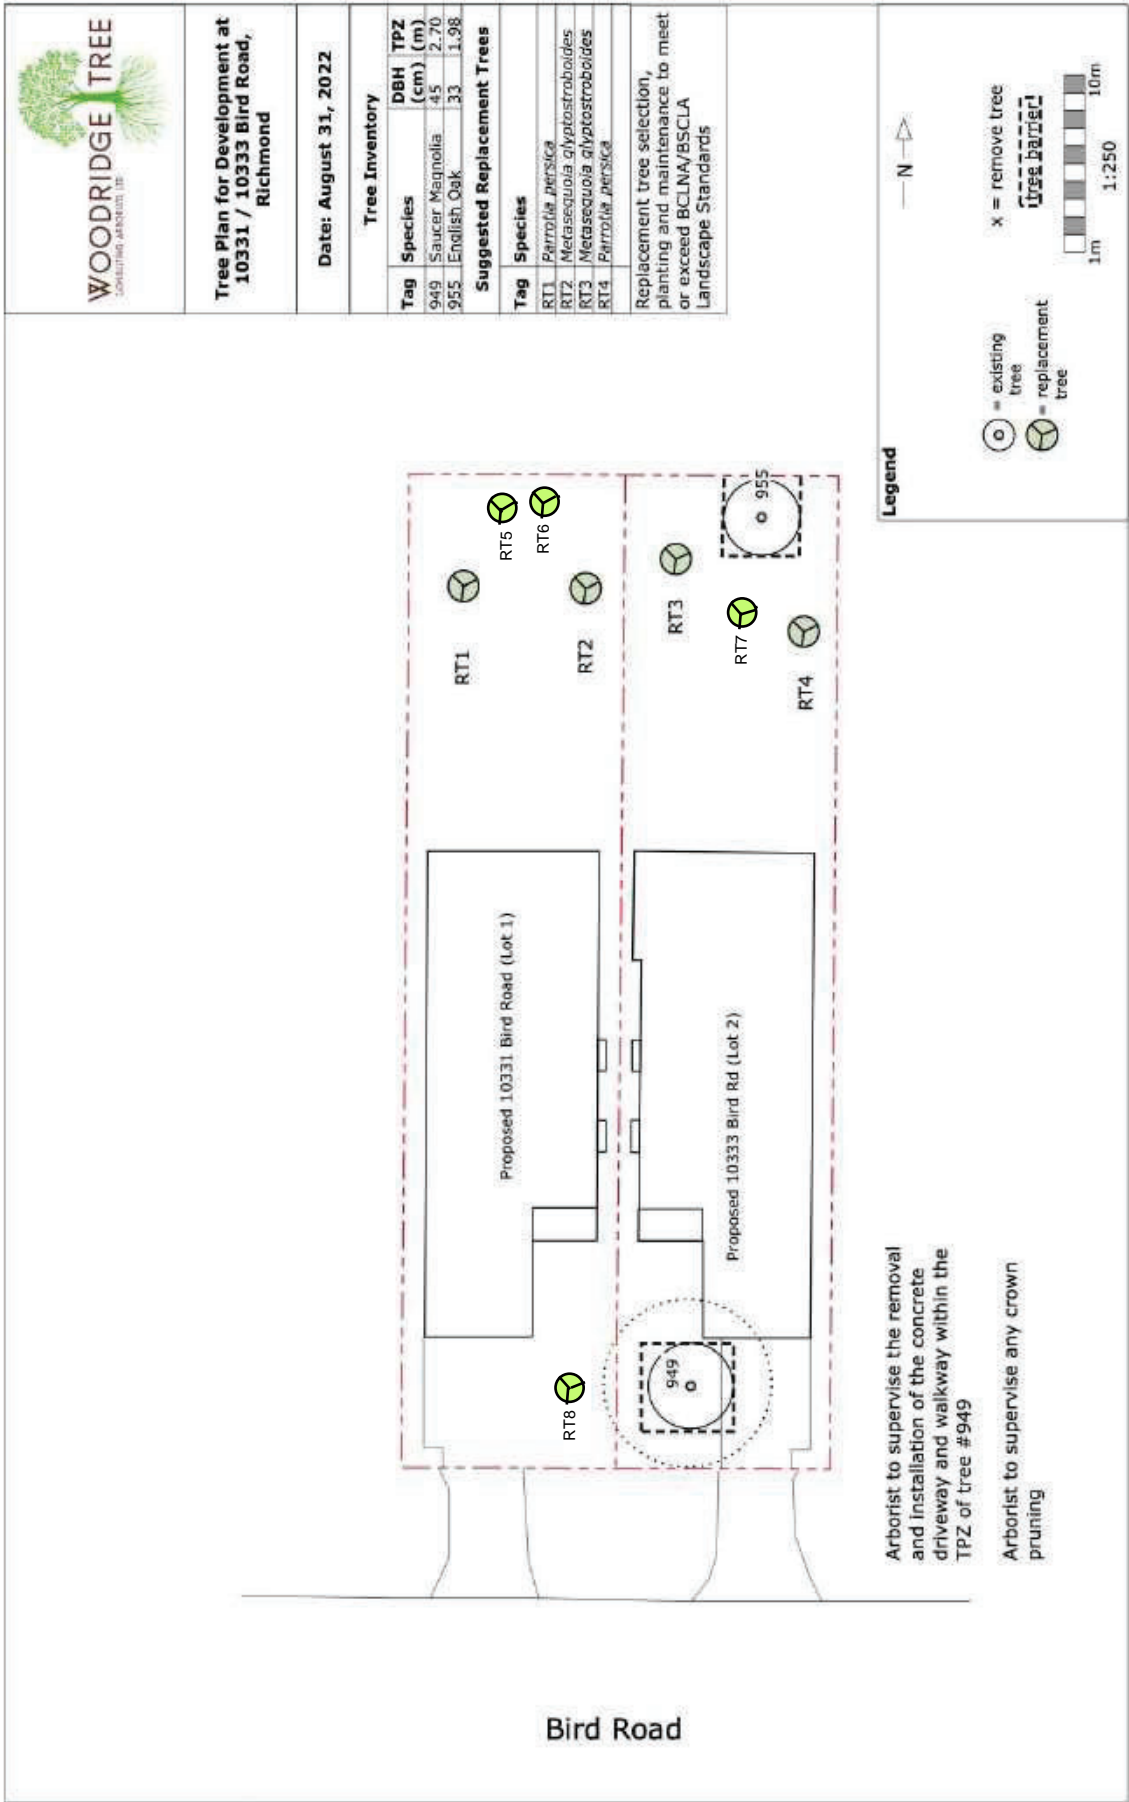 WOODRIDGE TREE
CONSULTING ARBORISTS LTD
Tree Plan for Development at
10331 / 10333 Bird Road,
Richmond
Date: August 31, 2022
Tree Inventory
Tag Species DBH (cm) TPZ (m)
949 Saucer Magnolia 45 2.70
955 English Oak 33 1.98
Suggested Replacement Trees
Tag Species
RT1 Parrotia persica
RT2 Metasequoia glyptostroboides
RT3 Metasequoia glyptostroboides
RT4 Parrotia persica
Replacement tree selection,
planting and maintenance to meet
or exceed BCLNA/BSCLA
Landscape Standards
N
Legend
= existing
tree
= replacement
tree
x = remove tree
tree barrier
1m
10m
1:250
RT5
RT6
RT1
RT2
RT3
RT7
RT4
955
Proposed 10331 Bird Road (Lot 1)
Proposed 10333 Bird Rd (Lot 2)
RT8
949
Arborist to supervise the removal
and installation of the concrete
driveway and walkway within the
TPZ of tree #949
Arborist to supervise any crown
pruning
Bird Road